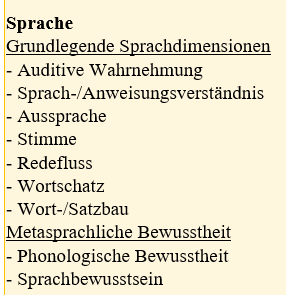 Sprache
Grundlegende Sprachdimensionen
- Auditive Wahrnehmung
- Sprach-/Anweisungsverständnis
- Aussprache
- Stimme
- Redefluss
- Wortschatz
- Wort-/Satzbau
Metasprachliche Bewusstheit
- Phonologische Bewusstheit
- Sprachbewusstsein